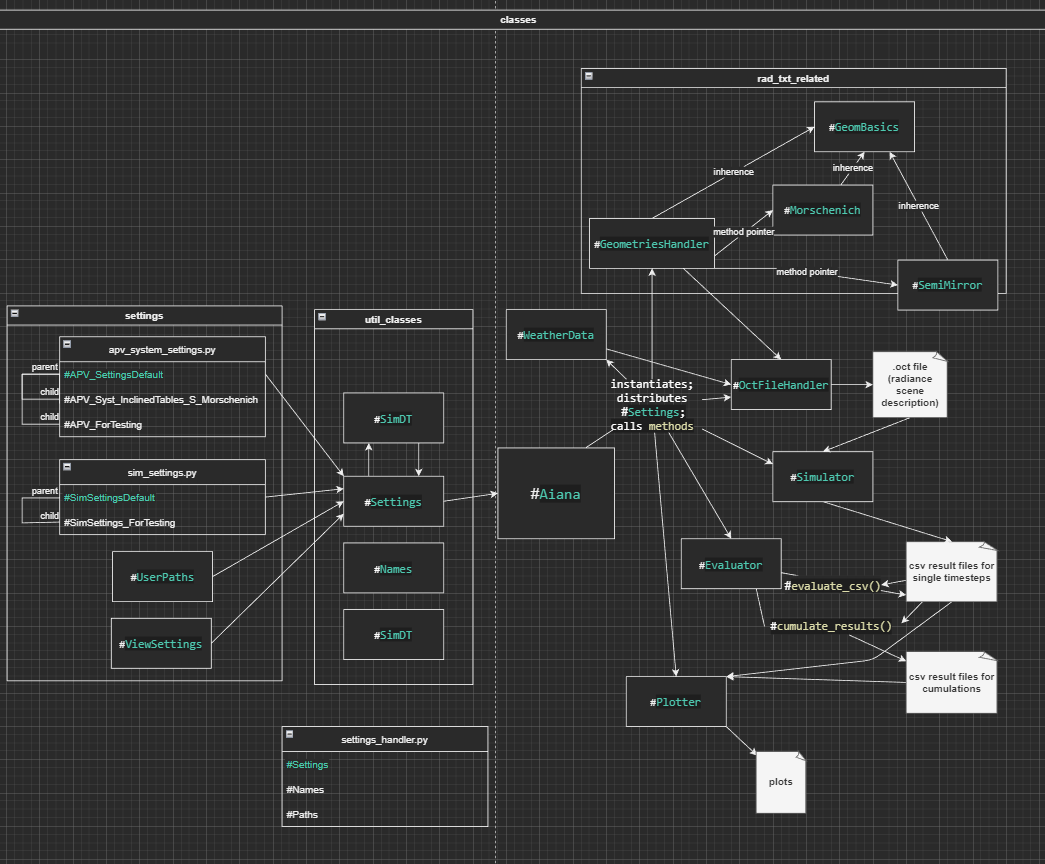 classes
rad_txt_related
#GeomBasics
inherence
inherence
#Morschenich
inherence
method pointer
#GeometriesHandler
method pointer
#SemiMirror
settings
apv_system_settings.py
parent
#APV_SettingsDefault
child
#APV_Syst_InclinedTables_S_Morschenich
child
#APV_ForTesting
sim_settings.py
parent
#SimSettingsDefault
child
#SimSettings_ForTesting
#UserPaths
#ViewSettings
util_classes
#SimDT
#Settings
#Names
#SimDT
#WeatherData
instantiates;
distributes
#Settings;
calls methods
#OctFileHandler
.oct file
(radiance
scene
description)
#Aiana
#Simulator
#Evaluator
#evaluate_csv()
csv result files for
single timesteps
#cumulate_results()
csv result files for
cumulations
#Plotter
plots
settings_handler.py
#Settings
#Names
#Paths